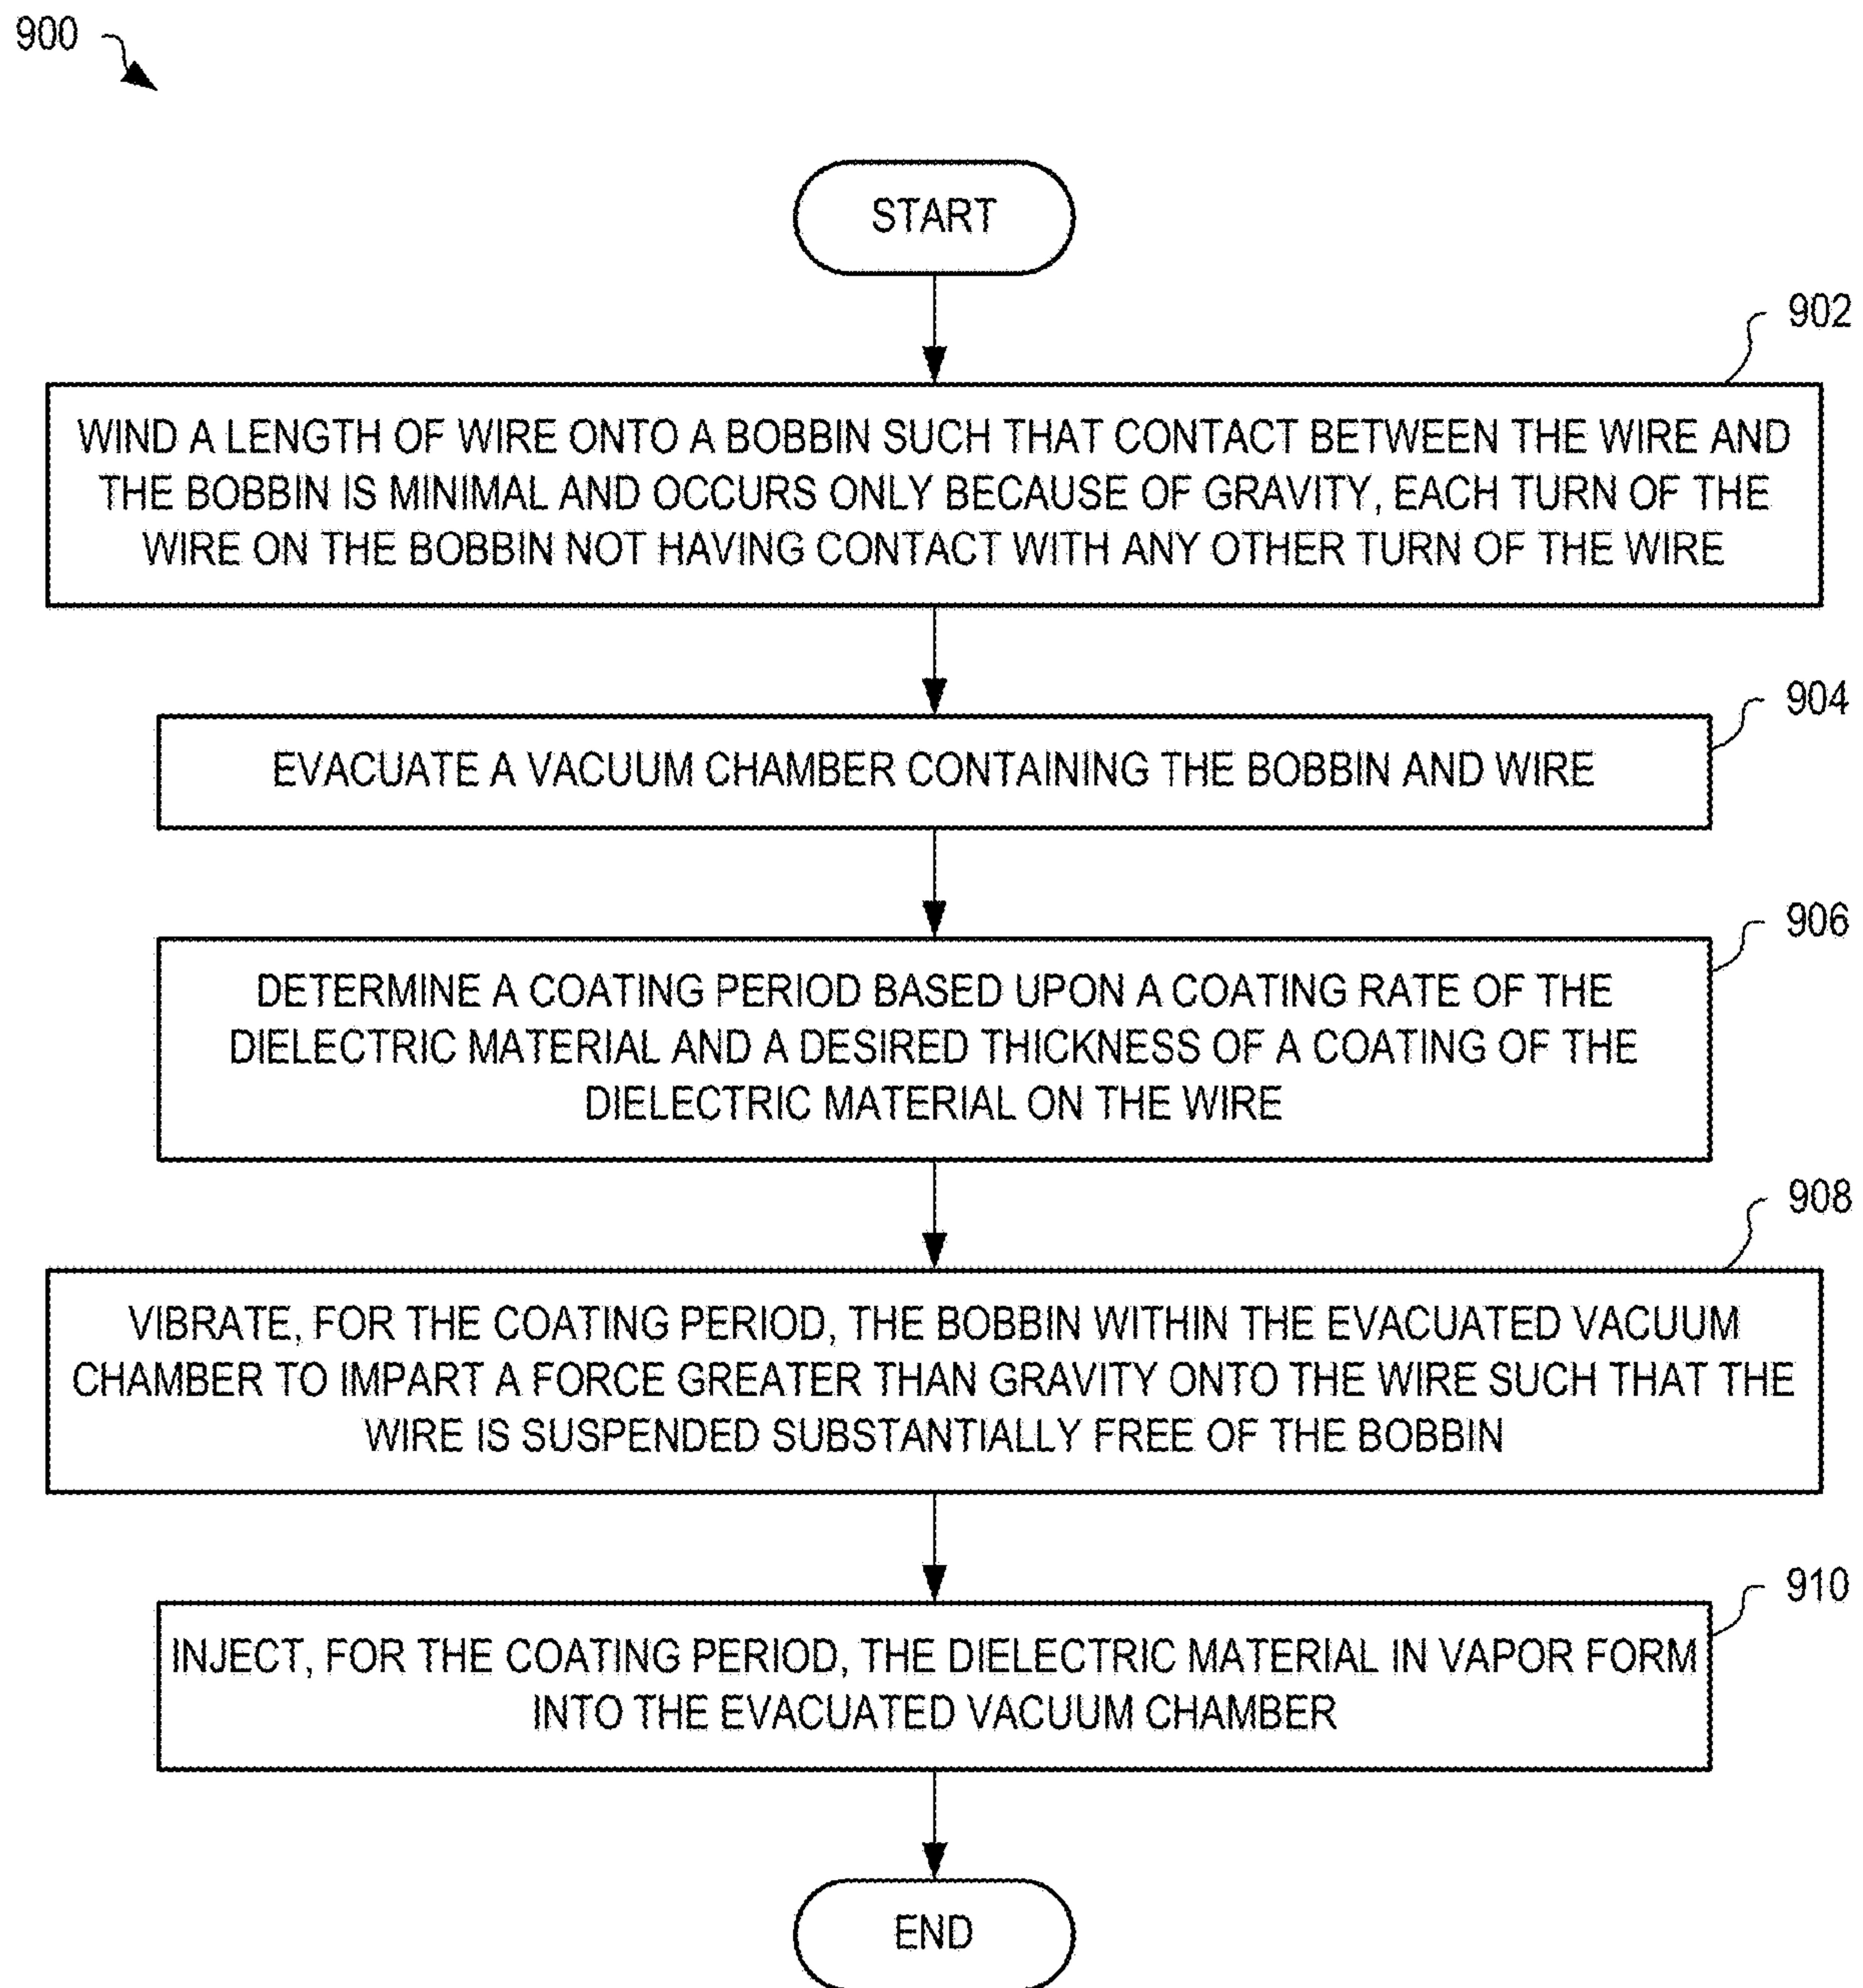 900
START
902
WIND A LENGTH OF WIRE ONTO A BOBBIN SUCH THAT CONTACT BETWEEN THE WIRE AND
THE BOBBIN IS MINIMAL AND OCCURS ONLY BECAUSE OF GRAVITY, EACH TURN OF THE
WIRE ON THE BOBBIN NOT HAVING CONTACT WITH ANY OTHER TURN OF THE WIRE
904
EVACUATE A VACUUM CHAMBER CONTAINING THE BOBBIN AND WIRE
906
DETERMINE A COATING PERIOD BASED UPON A COATING RATE OF THE
DIELECTRIC MATERIAL AND A DESIRED THICKNESS OF A COATING OF THE
DIELECTRIC MATERIAL ON THE WIRE
908
VIBRATE, FOR THE COATING PERIOD, THE BOBBIN WITHIN THE EVACUATED VACUUM
CHAMBER TO IMPART A FORCE GREATER THAN GRAVITY ONTO THE WIRE SUCH THAT THE
WIRE IS SUSPENDED SUBSTANTIALLY FREE OF THE BOBBIN
910
INJECT, FOR THE COATING PERIOD, THE DIELECTRIC MATERIAL IN VAPOR FORM
INTO THE EVACUATED VACUUM CHAMBER
END